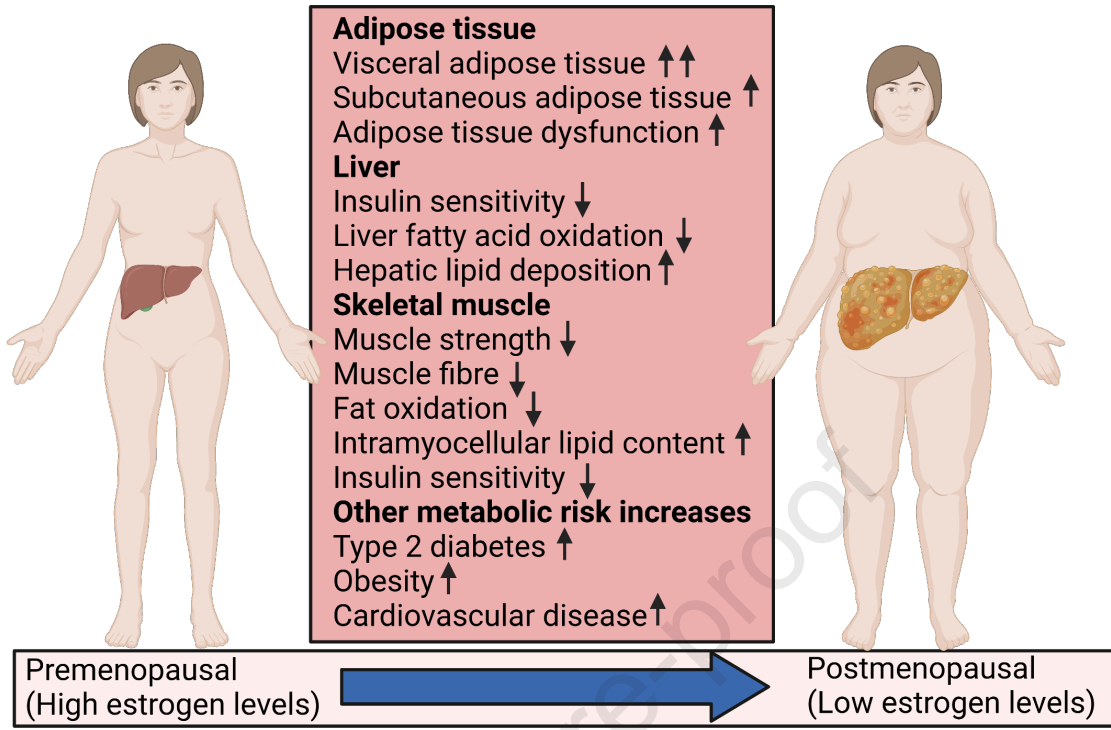 Adipose tissue
Visceral adipose tissue ↑↑
Subcutaneous adipose tissue ↑
Adipose tissue dysfunction ↑
Liver
Insulin sensitivity ↓
Liver fatty acid oxidation ↓
Hepatic lipid deposition ↑
Skeletal muscle
Muscle strength ↓
Muscle fibre ↓
Fat oxidation ↓
Intramyocellular lipid content ↑
Insulin sensitivity ↓
Other metabolic risk increases
Type 2 diabetes ↑
Obesity ↑
Cardiovascular disease ↑
Premenopausal
(High estrogen levels)
Postmenopausal
(Low estrogen levels)
re-proof